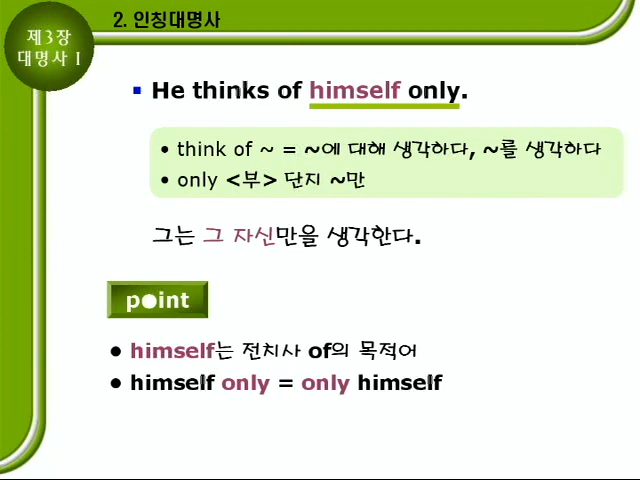 제3장
대명사 I
2. 인칭대명사
He thinks of himself only.
• think of ~ = ~에 대해 생각하다, ~를 생각하다
• only <부> 단지 ~만
그는 그 자신만을 생각한다.
point
• himself는 전치사 of의 목적어
• himself only = only himself